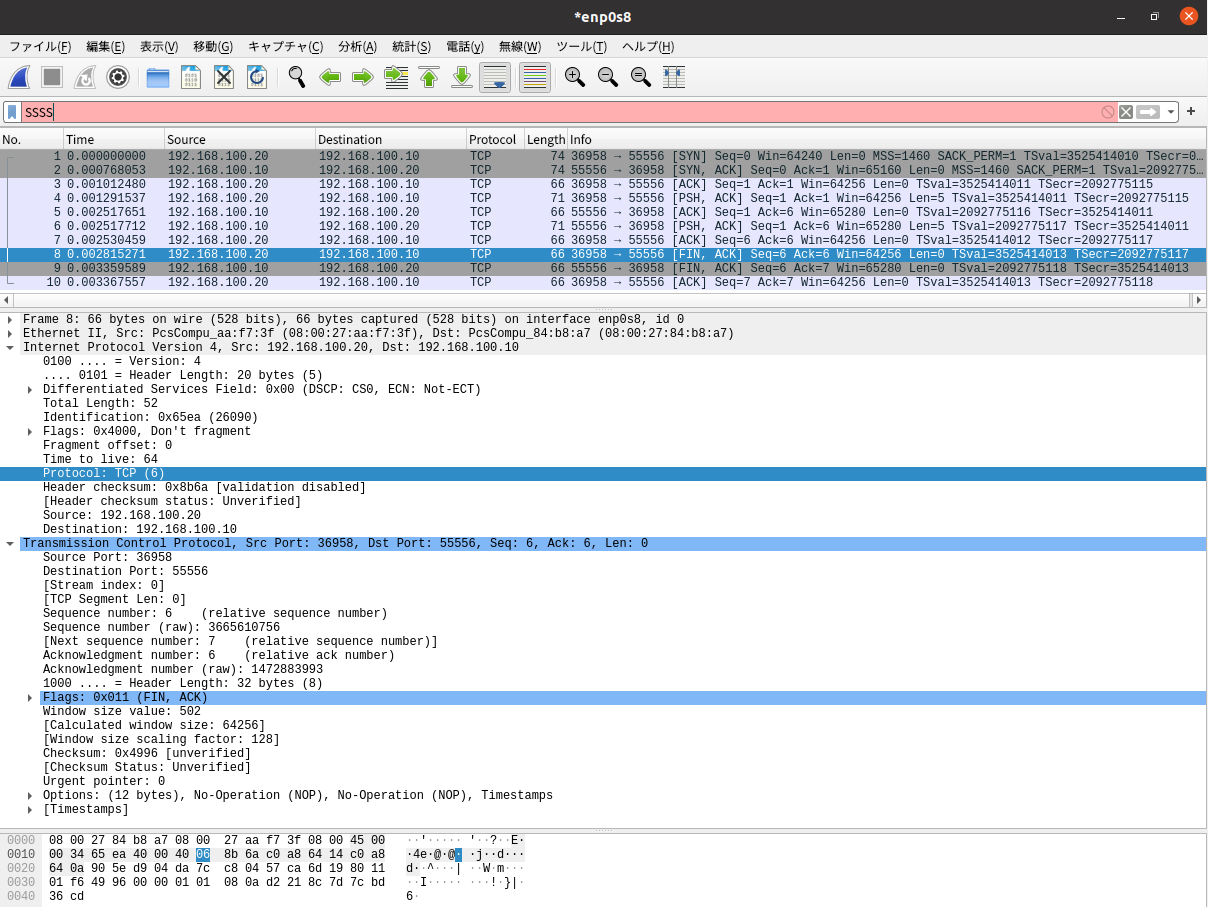 *enp0s8
ファイル(F) 編集(E) 表示(V) 移動(G) キャプチャ(C) 分析(A) 統計(S) 電話(y) 無線(W) ツール(T) ヘルプ(H)
ssss
No. Time Source Destination Protocol Length Info
1 0.000000000 192.168.100.20 192.168.100.10 TCP 74 36958 → 55556 [SYN] Seq=0 Win=64240 Len=0 MSS=1460 SACK_PERM=1 TSval=3525414010 TSecr=0…
2 0.000768053 192.168.100.10 192.168.100.20 TCP 74 55556 → 36958 [SYN, ACK] Seq=0 Ack=1 Win=65160 Len=0 MSS=1460 SACK_PERM=1 TSval=2092775…
3 0.001012480 192.168.100.20 192.168.100.10 TCP 66 36958 → 55556 [ACK] Seq=1 Ack=1 Win=64256 Len=0 TSval=3525414011 TSecr=2092775115
4 0.001291537 192.168.100.20 192.168.100.10 TCP 71 36958 → 55556 [PSH, ACK] Seq=1 Ack=1 Win=64256 Len=5 TSval=3525414011 TSecr=2092775115
5 0.002517651 192.168.100.10 192.168.100.20 TCP 66 55556 → 36958 [ACK] Seq=1 Ack=6 Win=65280 Len=0 TSval=2092775116 TSecr=3525414011
6 0.002517712 192.168.100.10 192.168.100.20 TCP 71 55556 → 36958 [PSH, ACK] Seq=1 Ack=6 Win=65280 Len=5 TSval=2092775117 TSecr=3525414011
7 0.002530459 192.168.100.20 192.168.100.10 TCP 66 36958 → 55556 [ACK] Seq=6 Ack=6 Win=64256 Len=0 TSval=3525414012 TSecr=2092775117
8 0.002815271 192.168.100.20 192.168.100.10 TCP 66 36958 → 55556 [FIN, ACK] Seq=6 Ack=6 Win=64256 Len=0 TSval=3525414013 TSecr=2092775117
9 0.003359589 192.168.100.10 192.168.100.20 TCP 66 55556 → 36958 [FIN, ACK] Seq=6 Ack=7 Win=65280 Len=0 TSval=2092775118 TSecr=3525414013
10 0.003367557 192.168.100.20 192.168.100.10 TCP 66 36958 → 55556 [ACK] Seq=7 Ack=7 Win=64256 Len=0 TSval=3525414013 TSecr=2092775118
Frame 8: 66 bytes on wire (528 bits), 66 bytes captured (528 bits) on interface enp0s8, id 0
Ethernet II, Src: PcsCompu_aa:f7:3f (08:00:27:aa:f7:3f), Dst: PcsCompu_84:b8:a7 (08:00:27:84:b8:a7)
Internet Protocol Version 4, Src: 192.168.100.20, Dst: 192.168.100.10
0100 .... = Version: 4
.... 0101 = Header Length: 20 bytes (5)
Differentiated Services Field: 0x00 (DSCP: CS0, ECN: Not-ECT)
Total Length: 52
Identification: 0x65ea (26090)
Flags: 0x4000, Don't fragment
Fragment offset: 0
Time to live: 64
Protocol: TCP (6)
Header checksum: 0x8b6a [validation disabled]
[Header checksum status: Unverified]
Source: 192.168.100.20
Destination: 192.168.100.10
Transmission Control Protocol, Src Port: 36958, Dst Port: 55556, Seq: 6, Ack: 6, Len: 0
Source Port: 36958
Destination Port: 55556
[Stream index: 0]
[TCP Segment Len: 0]
Sequence number: 6 (relative sequence number)
Sequence number (raw): 3665610756
[Next sequence number: 7 (relative sequence number)]
Acknowledgment number: 6 (relative ack number)
Acknowledgment number (raw): 1472883993
1000 .... = Header Length: 32 bytes (8)
Flags: 0x011 (FIN, ACK)
Window size value: 502
[Calculated window size: 64256]
[Window size scaling factor: 128]
Checksum: 0x4996 [unverified]
[Checksum Status: Unverified]
Urgent pointer: 0
Options: (12 bytes), No-Operation (NOP), No-Operation (NOP), Timestamps
[Timestamps]
0000 08 00 27 84 b8 a7 08 00 27 aa f7 3f 08 00 45 00 ··'····· '··?··E·
0010 00 34 65 ea 40 00 40 06 8b 6a c0 a8 64 14 c0 a8 ·4e·@·@· ·j··d···
0020 64 0a 90 5e d9 04 da 7c c8 04 57 ca 6d 19 80 11 d··^···| ··W·m···
0030 01 f6 49 96 00 00 01 01 08 0a d2 21 8c 7d 7c bd ··I····· ···!·}|·
0040 36 cd 6·